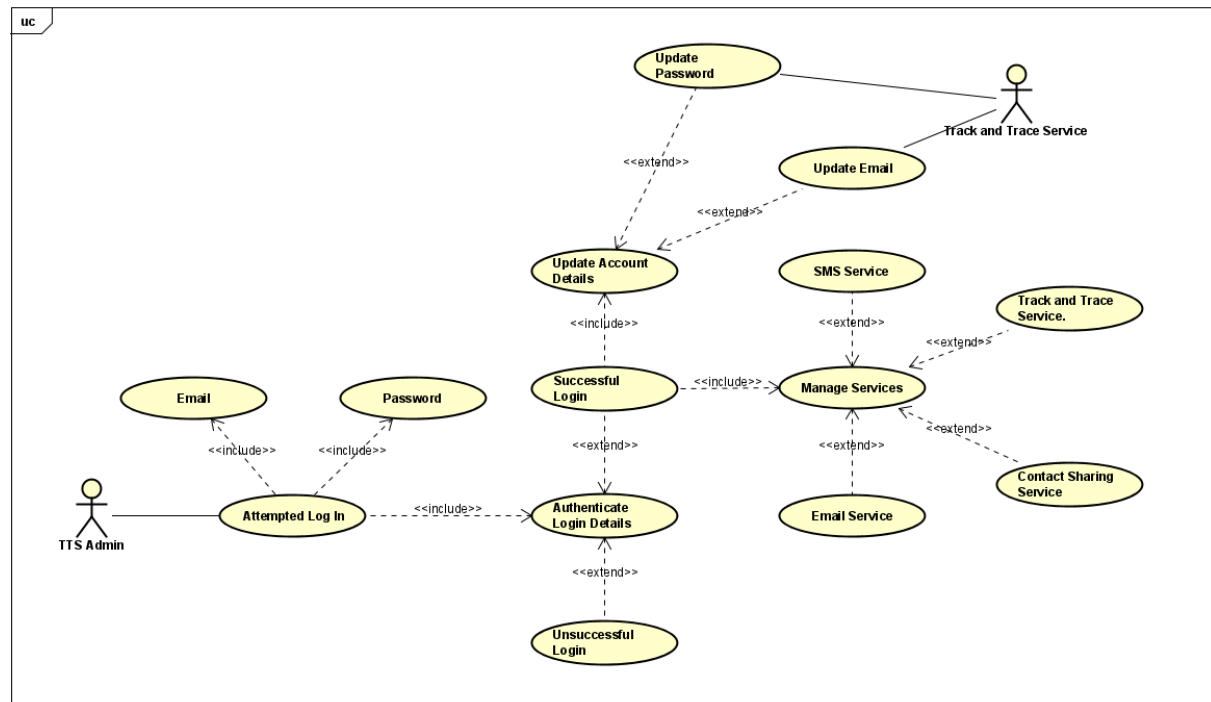 uc
Update
Password
Track and Trace Service
<<extend>>
Update Email
<<extend>>
Update Account
Details
SMS Service
Track and Trace
Service.
<<include>>
<<extend>>
<<extend>>
Email
Password
Successful
Login
<<include>>
Manage Services
<<include>>
<<include>>
<<extend>>
<<extend>>
<<extend>>
Contact Sharing
Service
TTS Admin
Attempted Log In
<<include>>
Authenticate
Login Details
Email Service
<<extend>>
Unsuccessful
Login